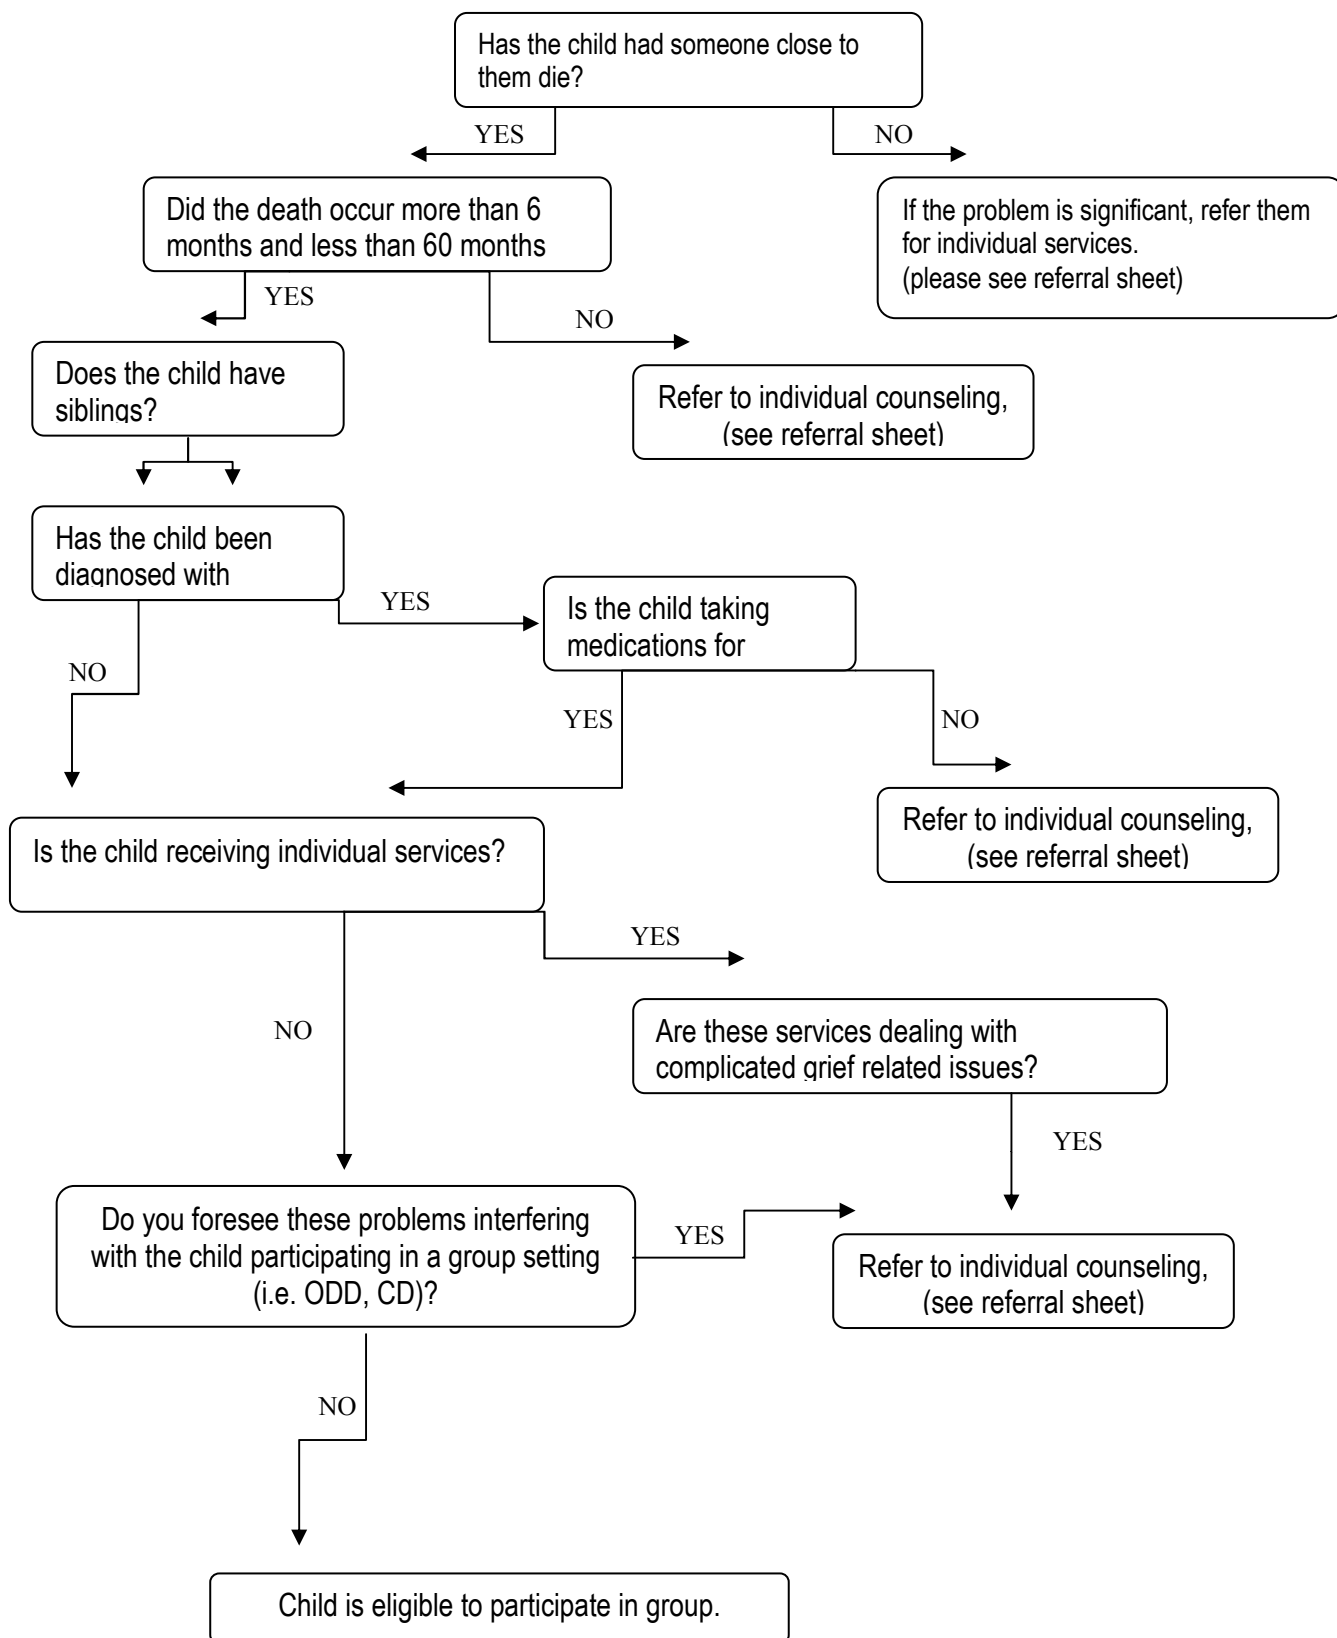 Has the child had someone close to
them die?
YES
NO
Did the death occur more than 6
months and less than 60 months
If the problem is significant, refer them
for individual services.
(please see referral sheet)
YES
NO
Does the child have
siblings?
Refer to individual counseling,
(see referral sheet)
Has the child been
diagnosed with
YES
Is the child taking
medications for
NO
YES
NO
Refer to individual counseling,
(see referral sheet)
Is the child receiving individual services?
YES
NO
Are these services dealing with
complicated grief related issues?
YES
Do you foresee these problems interfering
with the child participating in a group setting
(i.e. ODD, CD)?
YES
Refer to individual counseling,
(see referral sheet)
NO
Child is eligible to participate in group.